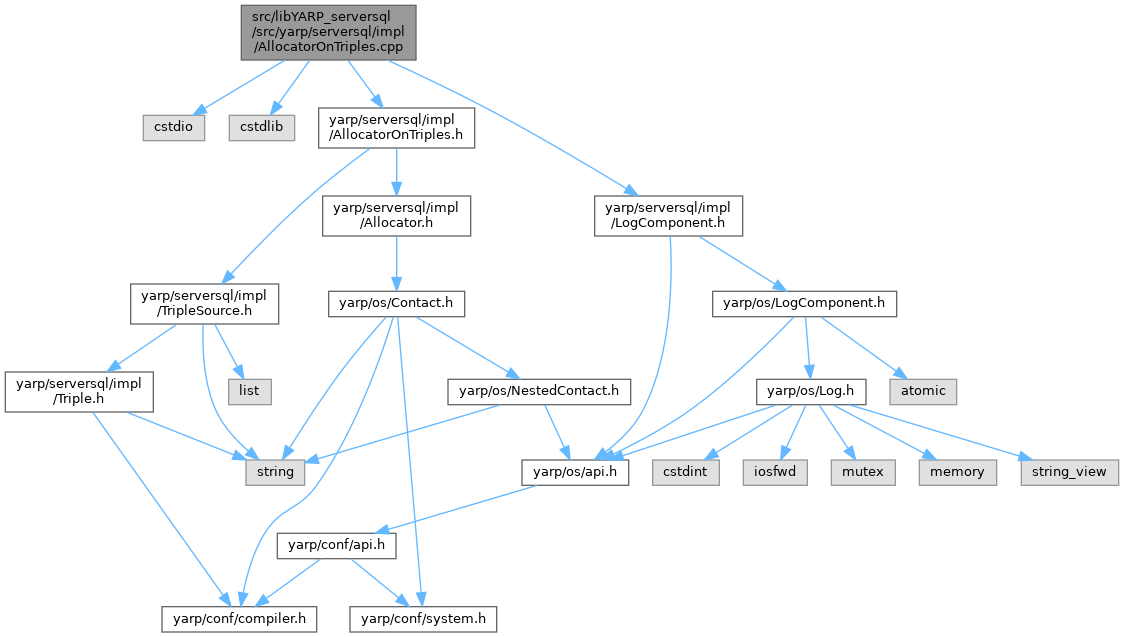 src/libYARP_serversql
/src/yarp/serversql/impl
/AllocatorOnTriples.cpp
cstdio
cstdlib
yarp/serversql/impl
/AllocatorOnTriples.h
yarp/serversql/impl
/Allocator.h
yarp/serversql/impl
/LogComponent.h
yarp/serversql/impl
/TripleSource.h
yarp/os/Contact.h
yarp/os/LogComponent.h
yarp/serversql/impl
/Triple.h
list
yarp/os/NestedContact.h
yarp/os/Log.h
atomic
string
yarp/os/api.h
cstdint
iosfwd
mutex
memory
string_view
yarp/conf/api.h
yarp/conf/compiler.h
yarp/conf/system.h